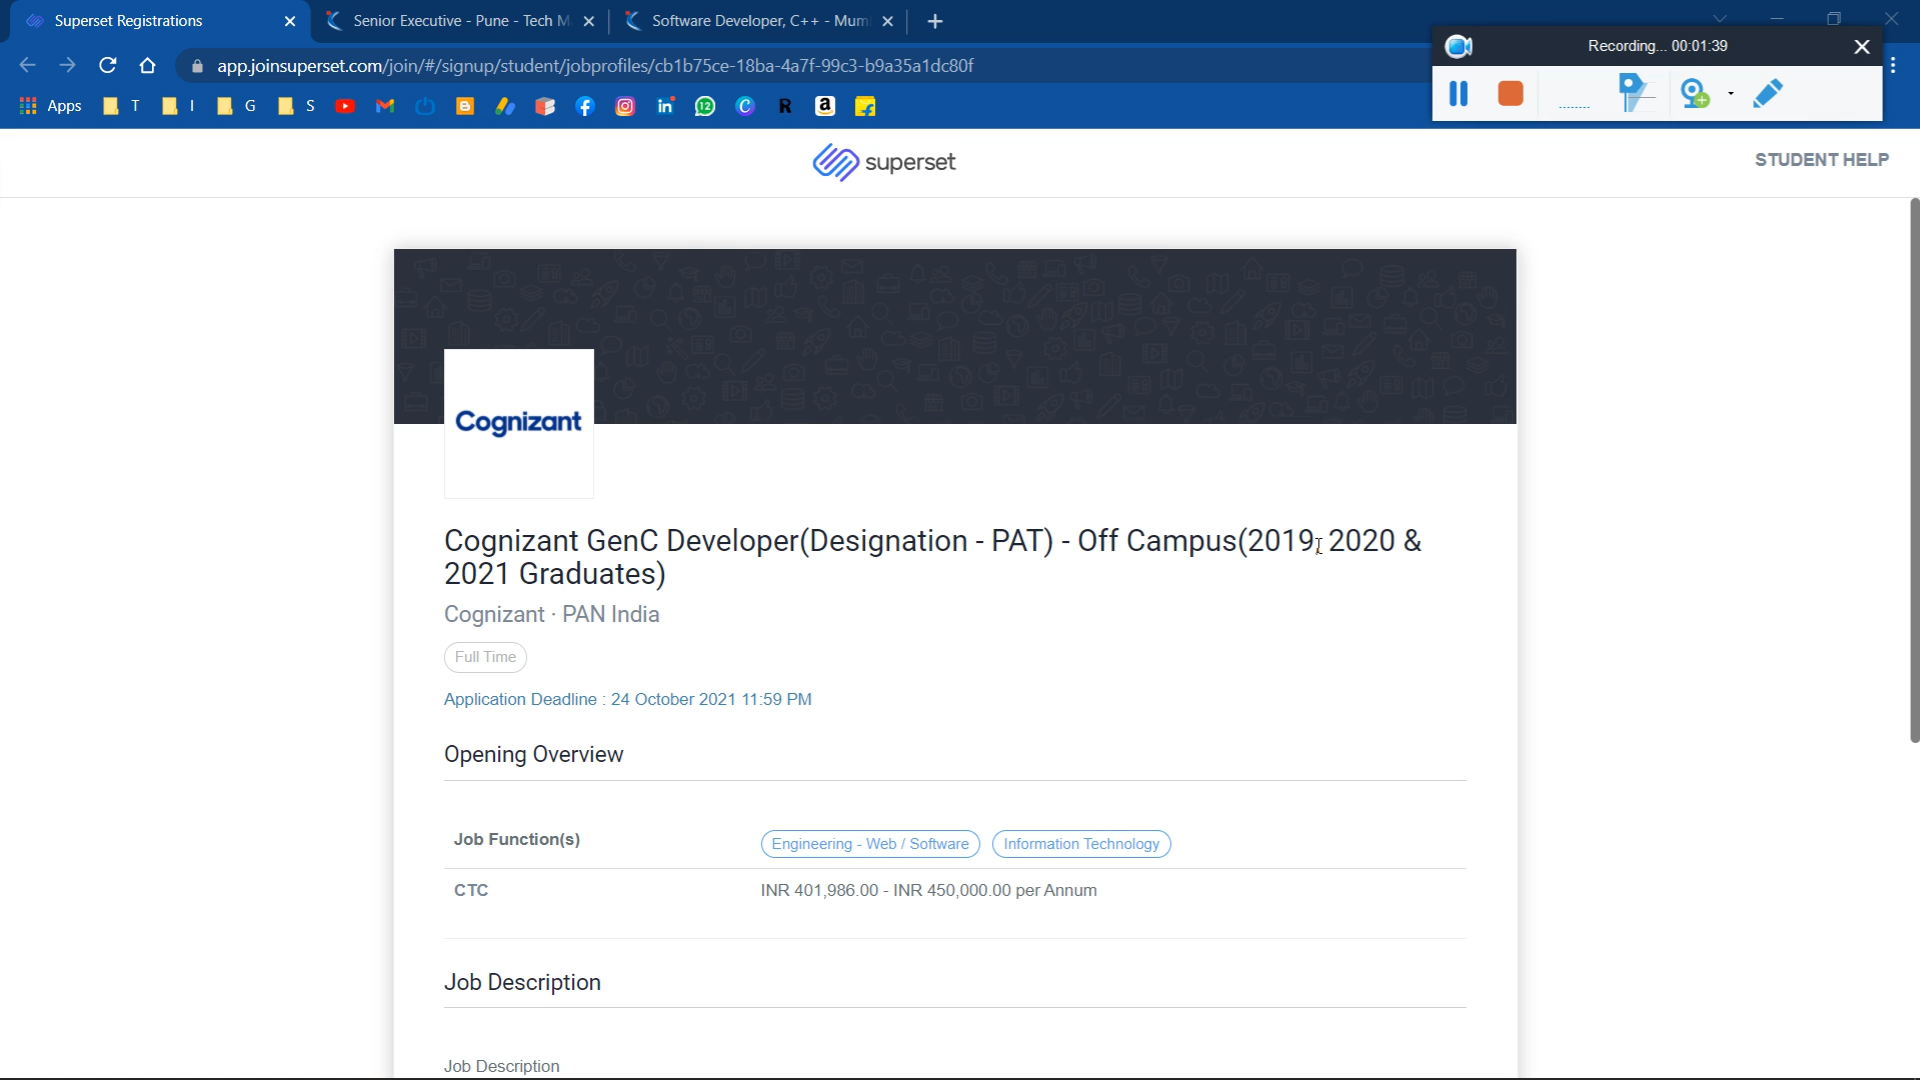 Superset Registrations
Senior Executive - Pune - Tech M
Software Developer, C++ - Mum
Recording... 00:01:39
app.joinsuperset.com/join/#/signup/student/jobprofiles/cb1b75ce-18ba-4a7f-99c3-b9a35a1dc80f
Apps T I G S
superset
STUDENT HELP
Cognizant
Cognizant GenC Developer(Designation - PAT) - Off Campus(2019, 2020 &
2021 Graduates)
Cognizant · PAN India
Full Time
Application Deadline : 24 October 2021 11:59 PM
Opening Overview
Job Function(s)
Engineering - Web / Software
Information Technology
CTC
INR 401,986.00 - INR 450,000.00 per Annum
Job Description
Job Description